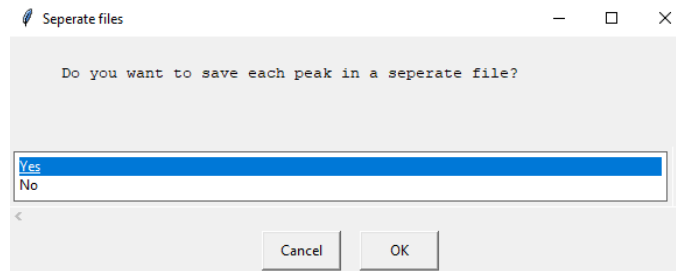 Seperate files
Do you want to save each peak in a seperate file?
Yes
No
Cancel OK